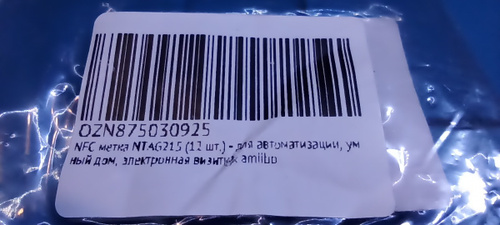 OZN875030925
NFC метка NTAG215 (12 шт.) - для автоматизации, ум
ный дом, электронная визитка, amiibo